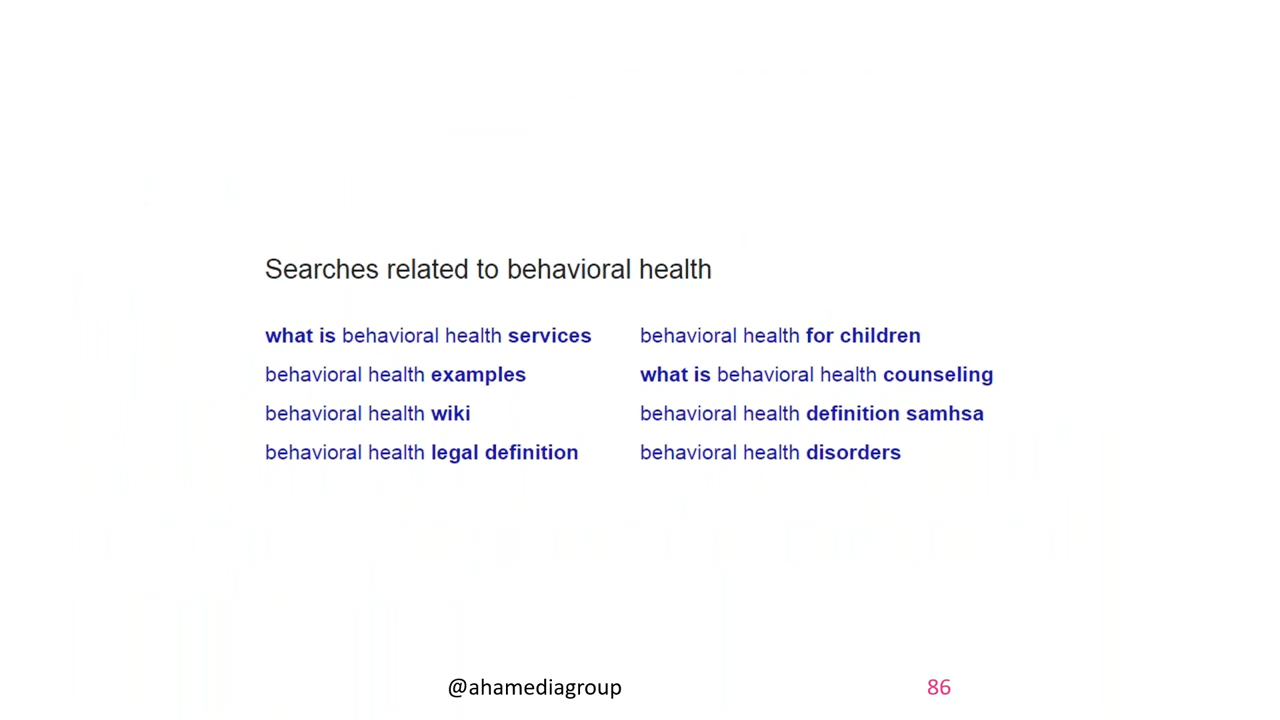 Searches related to behavioral health
what is behavioral health services
behavioral health examples
behavioral health wiki
behavioral health legal definition
behavioral health for children
what is behavioral health counseling
behavioral health definition samhsa
behavioral health disorders
@ahamediagroup
86